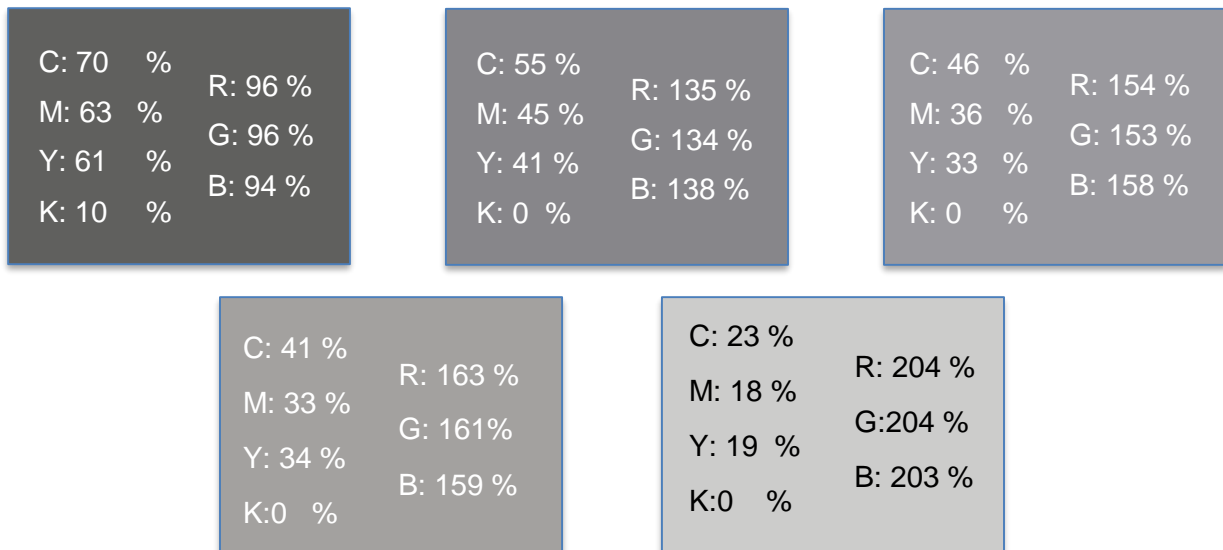 C: 70 %
M: 63 %
Y: 61 %
K: 10 %
R: 96 %
G: 96 %
B: 94 %
C: 55 %
M: 45 %
Y: 41 %
K: 0 %
R: 135 %
G: 134 %
B: 138 %
C: 46 %
M: 36 %
Y: 33 %
K: 0 %
R: 154 %
G: 153 %
B: 158 %
C: 41 %
M: 33 %
Y: 34 %
K:0 %
R: 163 %
G: 161%
B: 159 %
C: 23 %
M: 18 %
Y: 19 %
K:0 %
R: 204 %
G:204 %
B: 203 %